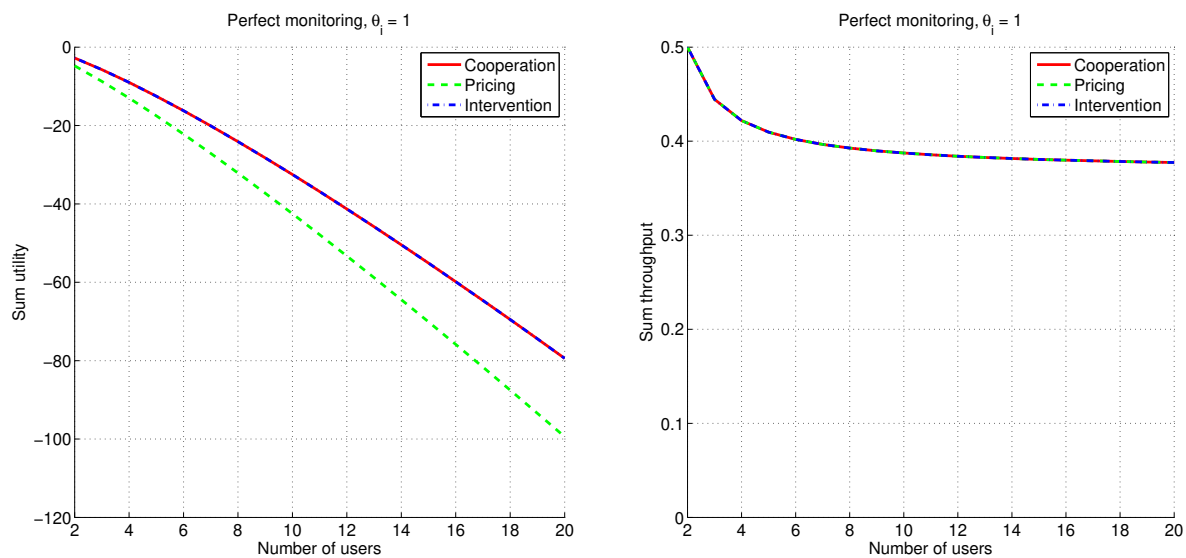 Perfect monitoring, θi = 1
Sum utility
0
−20
−40
−60
−80
−100
−120
2 4 6 8 10 12 14 16 18 20
Number of users
Cooperation
Pricing
Intervention
Perfect monitoring, θi = 1
Sum throughput
0.5
0.4
0.3
0.2
0.1
0
2 4 6 8 10 12 14 16 18 20
Number of users
Cooperation
Pricing
Intervention